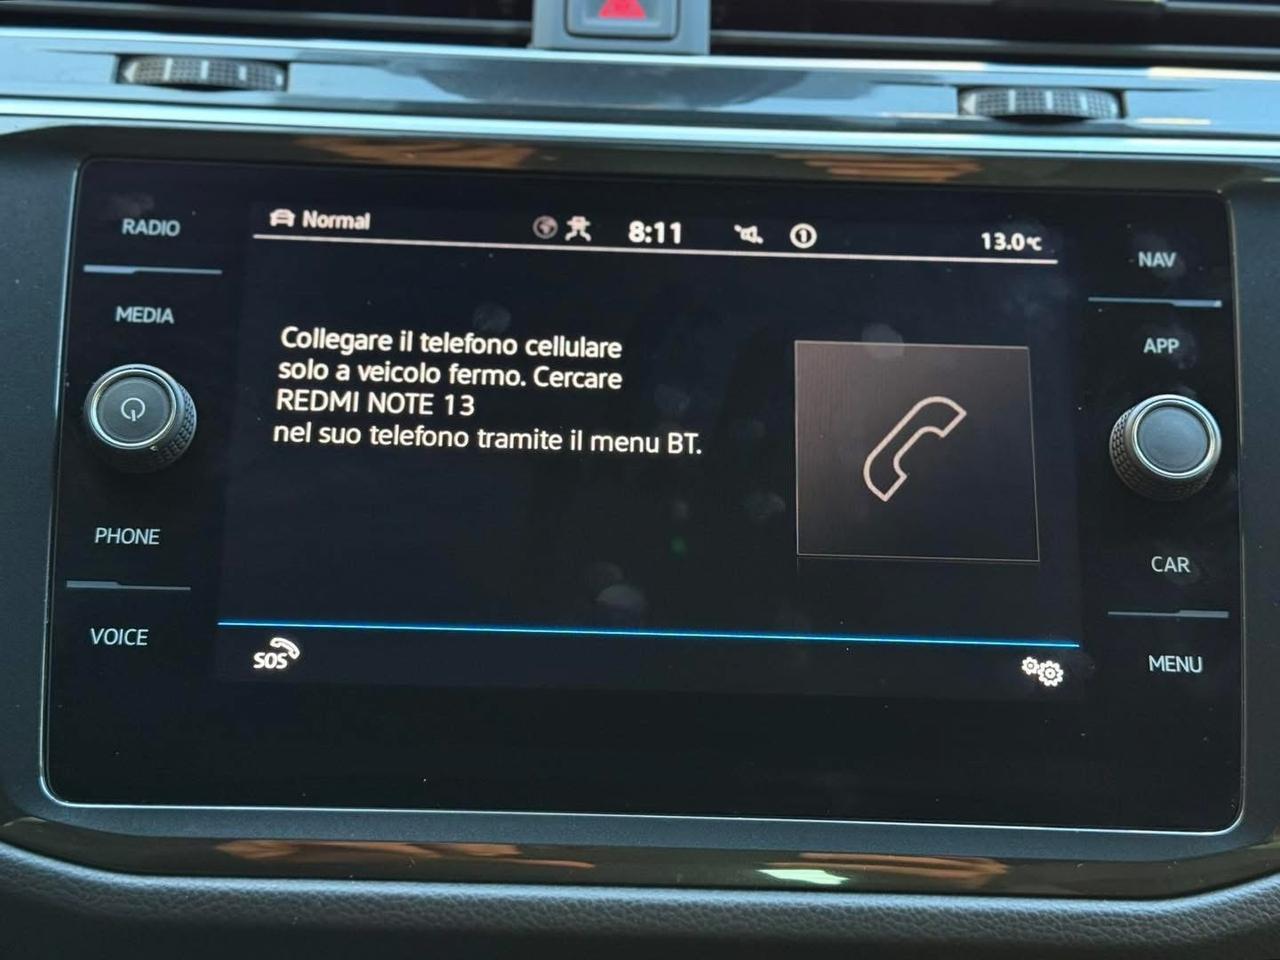 RADIO
MEDIA
PHONE
VOICE
Normal
8:11
1
13.0°C
Collegare il telefono cellulare
solo a veicolo fermo. Cercare
REDMI NOTE 13
nel suo telefono tramite il menu BT.
SOS
NAV
APP
CAR
MENU